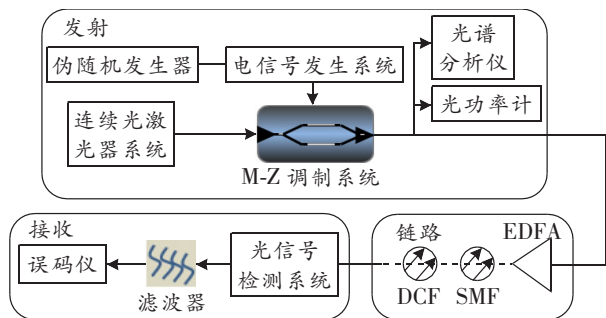 发射
伪随机发生器
电信号发生系统
光谱
分析仪
光功率计
连续光激
光器系统
M-Z 调制系统
接收
误码仪
滤波器
光信号
检测系统
链路
EDFA
DCF
SMF